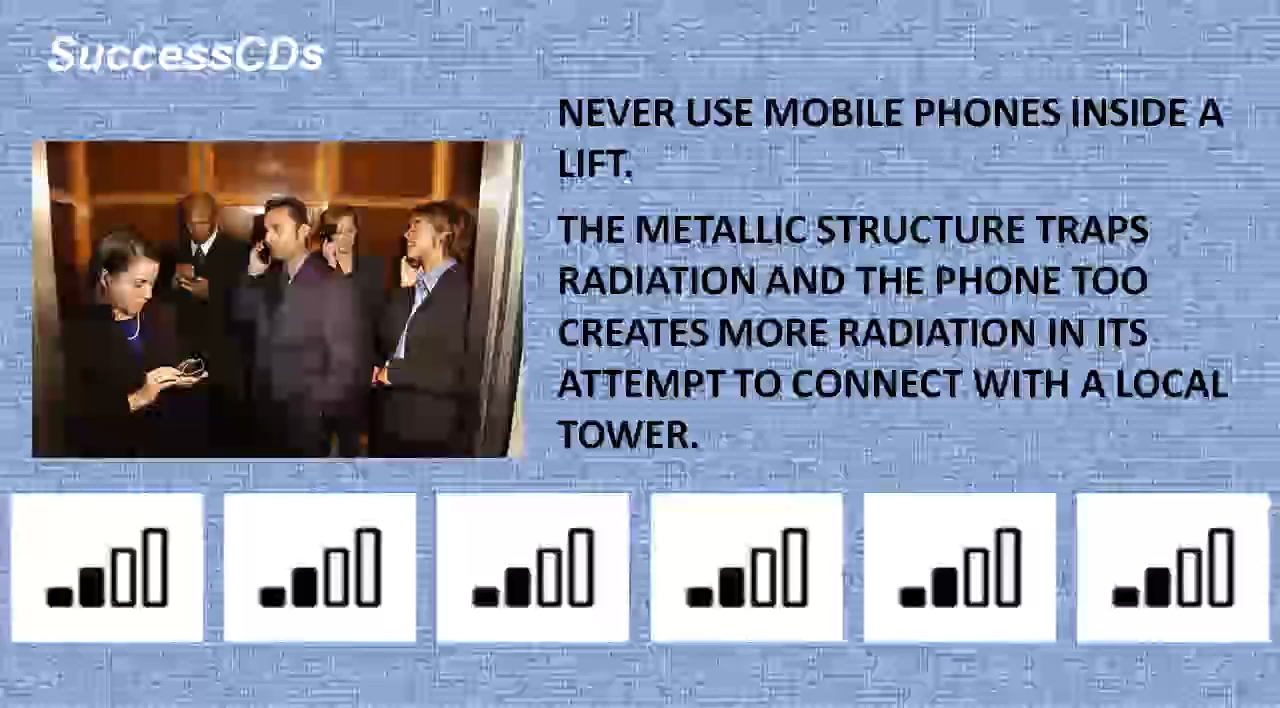 SuccessCDs
NEVER USE MOBILE PHONES INSIDE A
LIFT.
THE METALLIC STRUCTURE TRAPS
RADIATION AND THE PHONE TOO
CREATES MORE RADIATION IN ITS
ATTEMPT TO CONNECT WITH A LOCAL
TOWER.